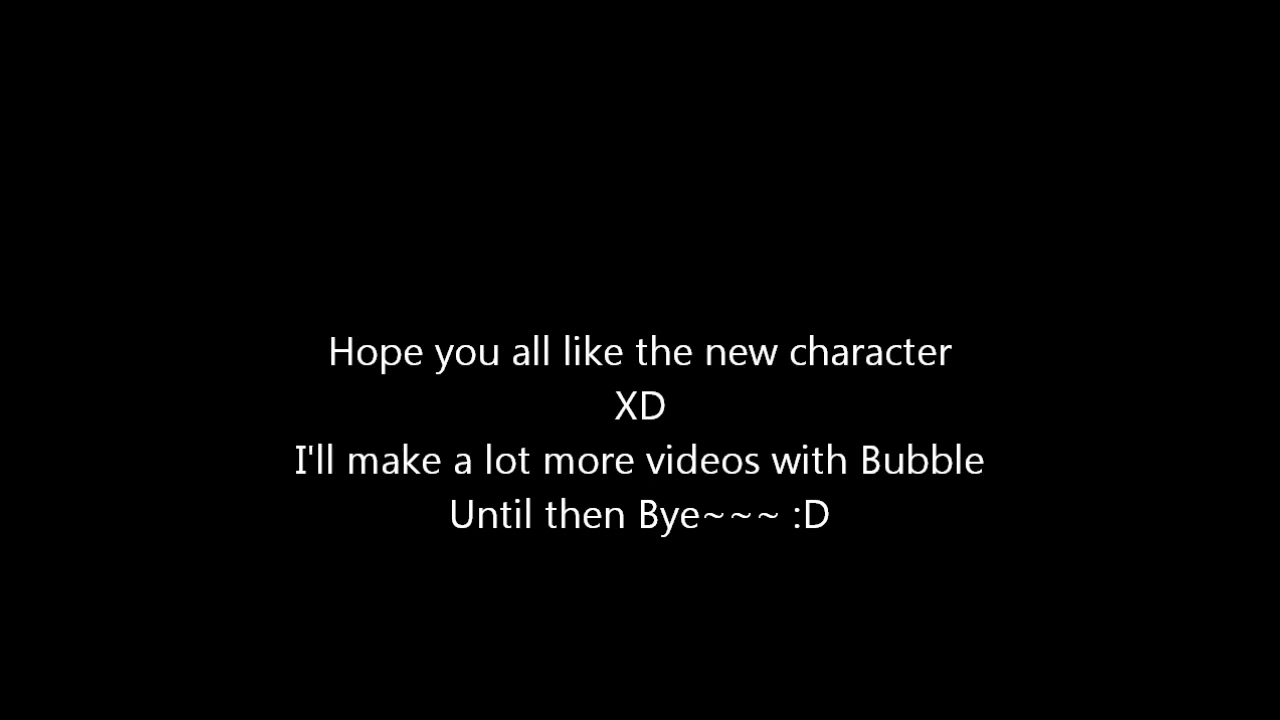 Hope you all like the new character
XD
I'll make a lot more videos with Bubble
Until then Bye~~~ :D